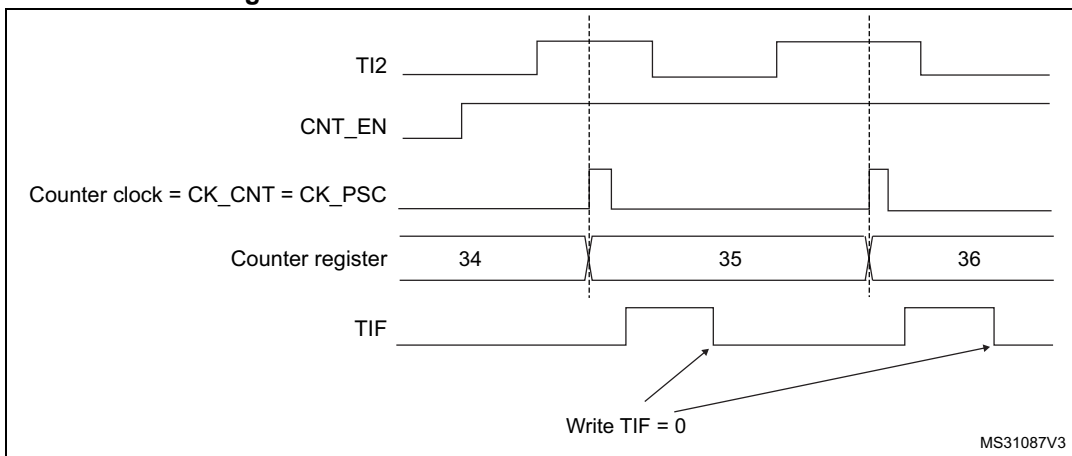 TI2
CNT_EN
Counter clock = CK_CNT = CK_PSC
Counter register 34 35 36
TIF
Write TIF = 0
MS31087V3